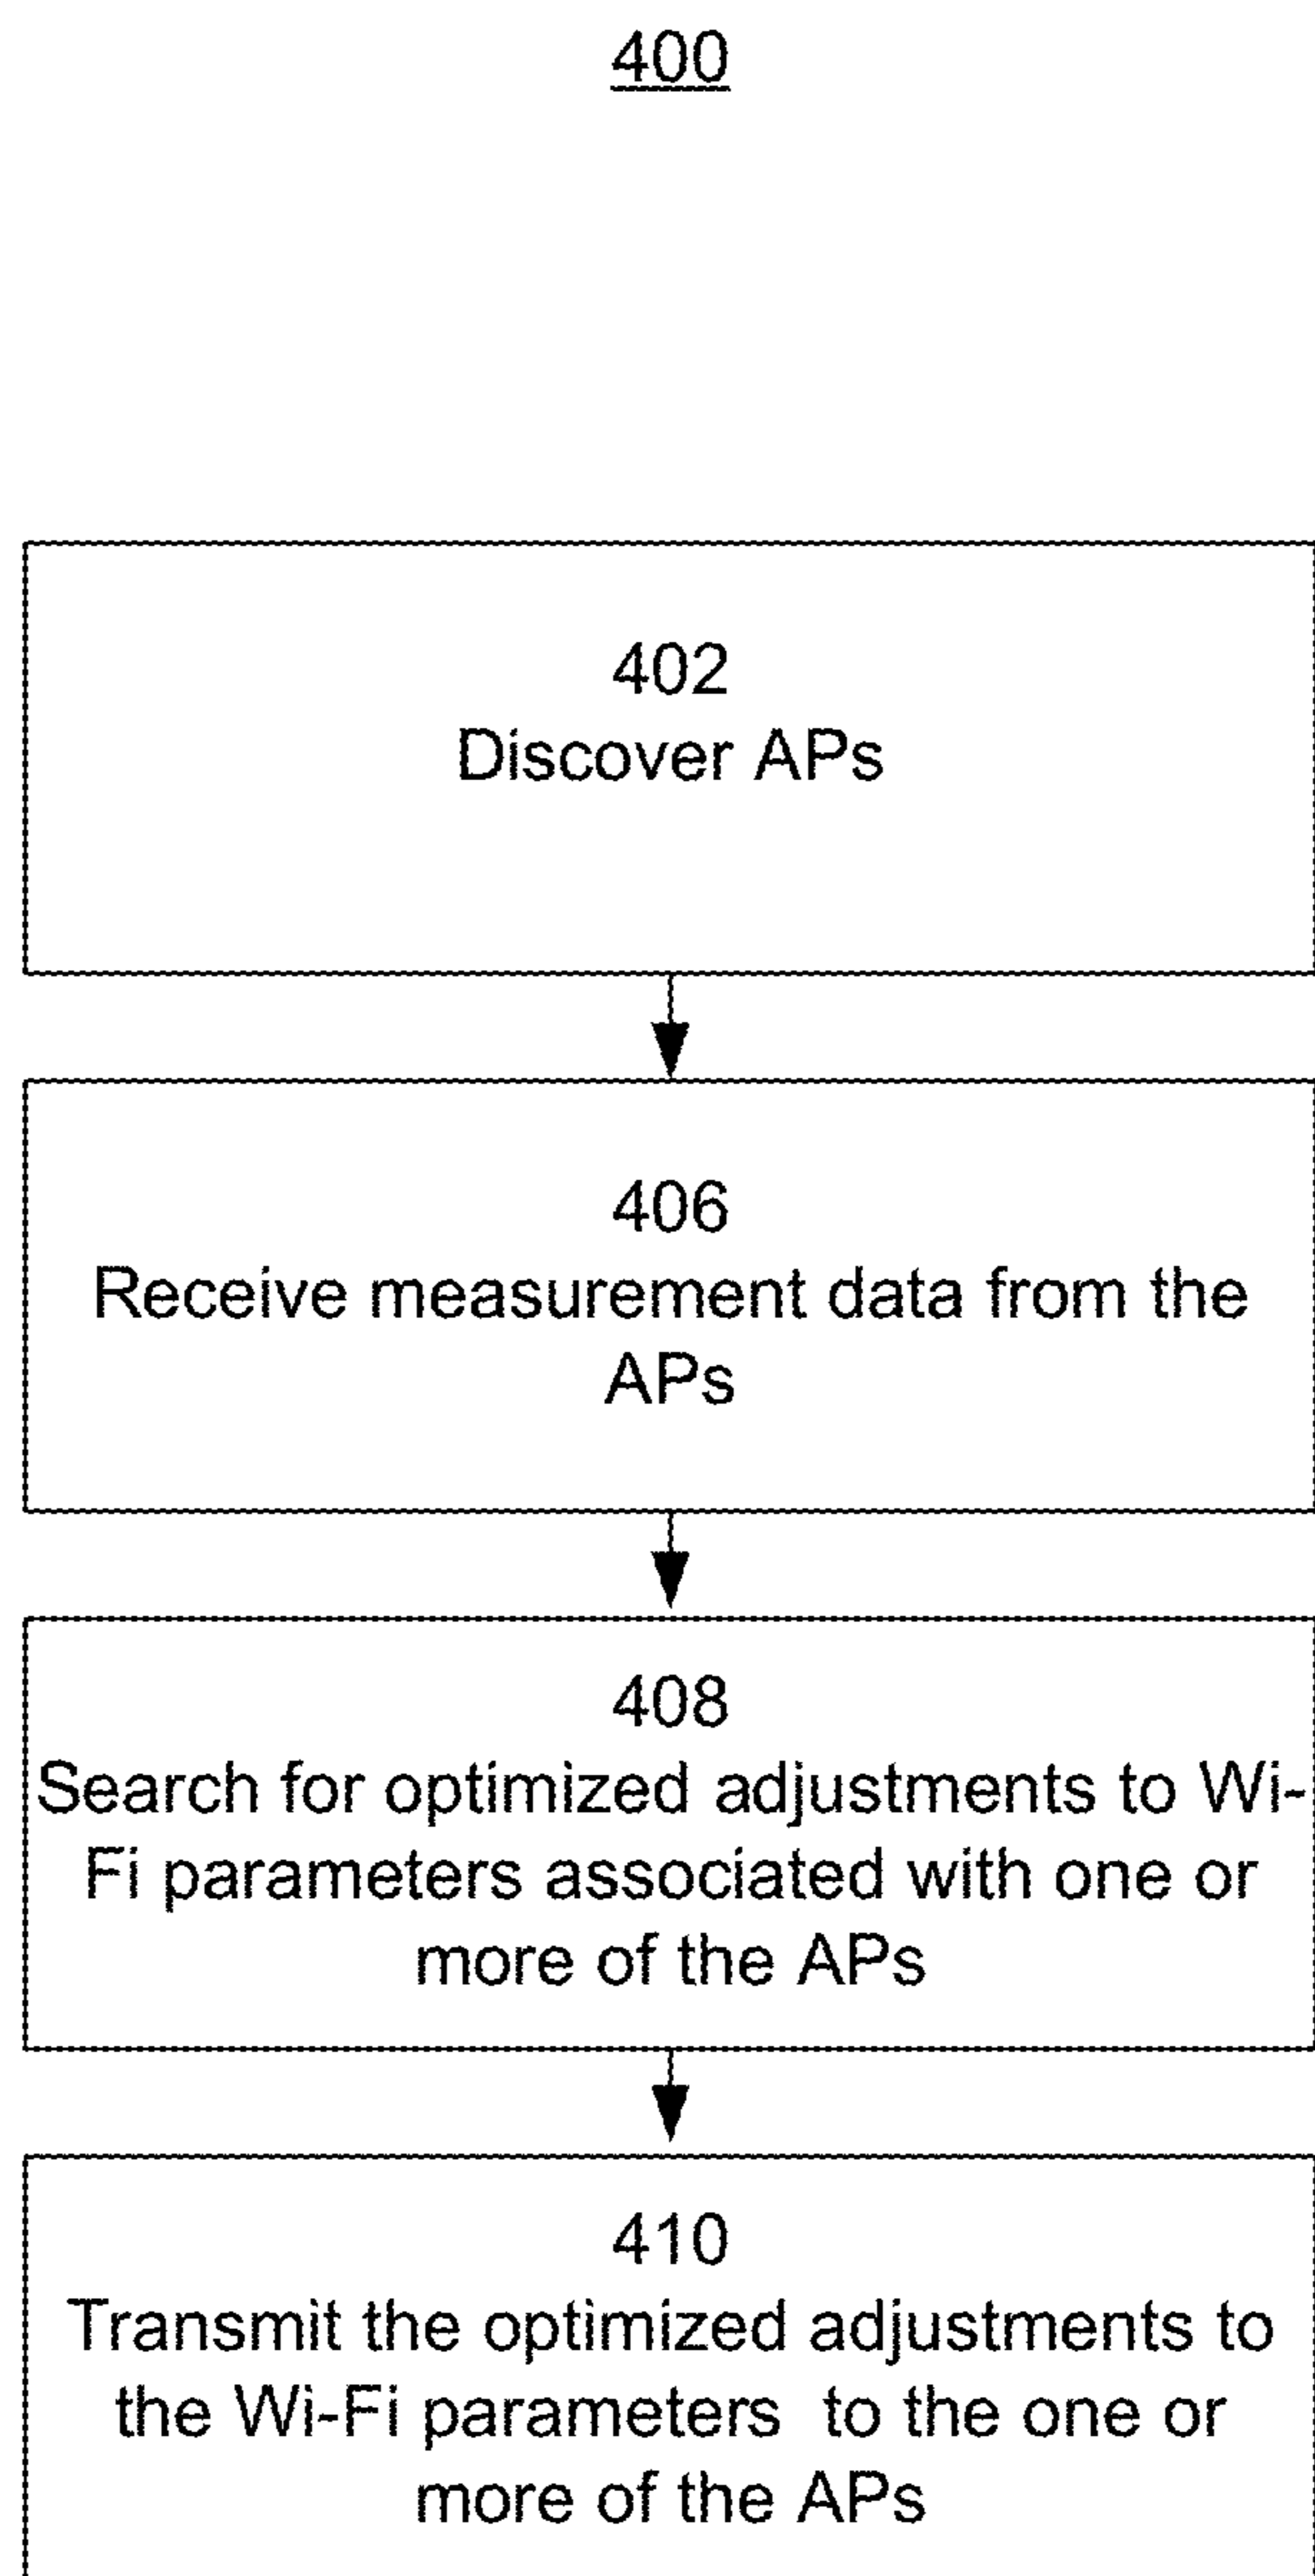 400
402
Discover APs
406
Receive measurement data from the
APs
408
Search for optimized adjustments to Wi-
Fi parameters associated with one or
more of the APs
410
Transmit the optimized adjustments to
the Wi-Fi parameters  to the one or
more of the APs